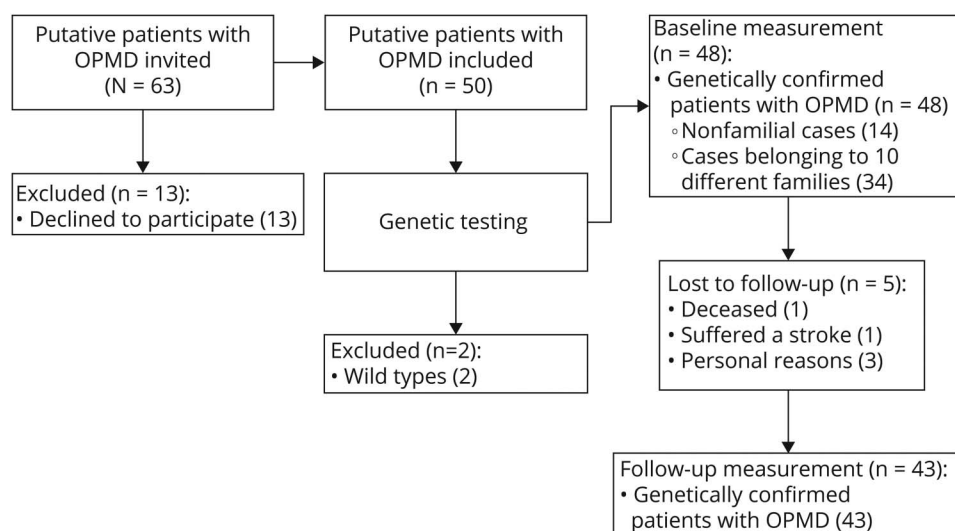 Putative patients with
OPMD invited
(N = 63)
Putative patients with
OPMD included
(n = 50)
Baseline measurement
(n = 48):
• Genetically confirmed
patients with OPMD (n = 48)
◦Nonfamilial cases (14)
◦Cases belonging to 10
different families (34)
Excluded (n = 13):
• Declined to participate (13)
Genetic testing
Excluded (n=2):
• Wild types (2)
Lost to follow-up (n = 5):
• Deceased (1)
• Suffered a stroke (1)
• Personal reasons (3)
Follow-up measurement (n = 43):
• Genetically confirmed
patients with OPMD (43)